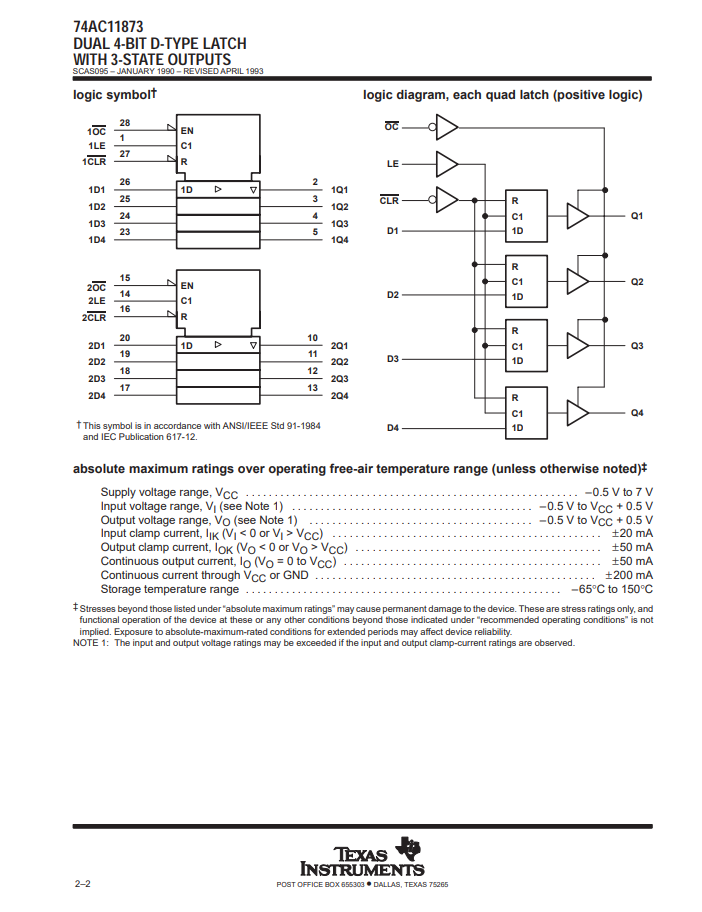 74AC11873
DUAL 4-BIT D-TYPE LATCH
WITH 3-STATE OUTPUTS
SCAS095 – JANUARY 1990 – REVISED APRIL 1993
logic symbol†
1OC 28 EN
1LE 1 C1
1CLR 27 R
1D1 26 1D 2 1Q1
1D2 25 3 1Q2
1D3 24 4 1Q3
1D4 23 5 1Q4
2OC 15 EN
2LE 14 C1
2CLR 16 R
2D1 20 1D 10 2Q1
2D2 19 11 2Q2
2D3 18 12 2Q3
2D4 17 13 2Q4
† This symbol is in accordance with ANSI/IEEE Std 91-1984
and IEC Publication 617-12.
logic diagram, each quad latch (positive logic)
OC
LE
CLR R
C1 Q1
D1 1D
R
C1 Q2
D2 1D
R
C1 Q3
D3 1D
R
C1 Q4
D4 1D
absolute maximum ratings over operating free-air temperature range (unless otherwise noted)‡
Supply voltage range, VCC . . . . . . . . . . . . . . . . . . . . –0.5 V to 7 V
Input voltage range, VI (see Note 1) . . . . . . . . . . . . . . . . . . . . –0.5 V to VCC + 0.5 V
Output voltage range, VO (see Note 1) . . . . . . . . . . . . . . . . . . . . –0.5 V to VCC + 0.5 V
Input clamp current, IIK (VI < 0 or VI > VCC) . . . . . . . . . . . . . . . . . . . . ±20 mA
Output clamp current, IOK (VO < 0 or VO > VCC) . . . . . . . . . . . . . . . . . . . . ±50 mA
Continuous output current, IO (VO = 0 to VCC) . . . . . . . . . . . . . . . . . . . . ±50 mA
Continuous current through VCC or GND . . . . . . . . . . . . . . . . . . . . ±200 mA
Storage temperature range . . . . . . . . . . . . . . . . . . . . –65°C to 150°C
‡ Stresses beyond those listed under “absolute maximum ratings” may cause permanent damage to the device. These are stress ratings only, and
functional operation of the device at these or any other conditions beyond those indicated under “recommended operating conditions” is not
implied. Exposure to absolute-maximum-rated conditions for extended periods may affect device reliability.
NOTE 1: The input and output voltage ratings may be exceeded if the input and output clamp-current ratings are observed.
TEXAS
INSTRUMENTS
2–2 POST OFFICE BOX 655303 • DALLAS, TEXAS 75265